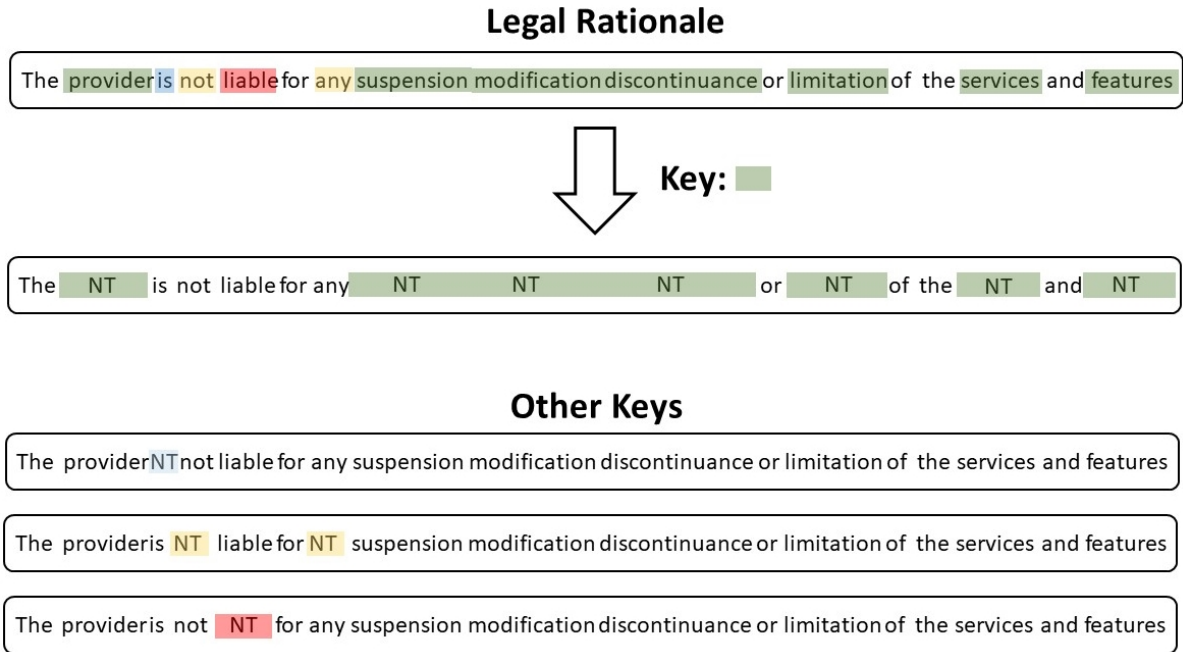 Legal Rationale
The provider is not liable for any suspension modification discontinuance or limitation of the services and features
Key:
The NT is not liable for any NT NT NT or NT of the NT and NT
Other Keys
The provider NT not liable for any suspension modification discontinuance or limitation of the services and features
The provider is NT liable for NT suspension modification discontinuance or limitation of the services and features
The provider is not NT for any suspension modification discontinuance or limitation of the services and features